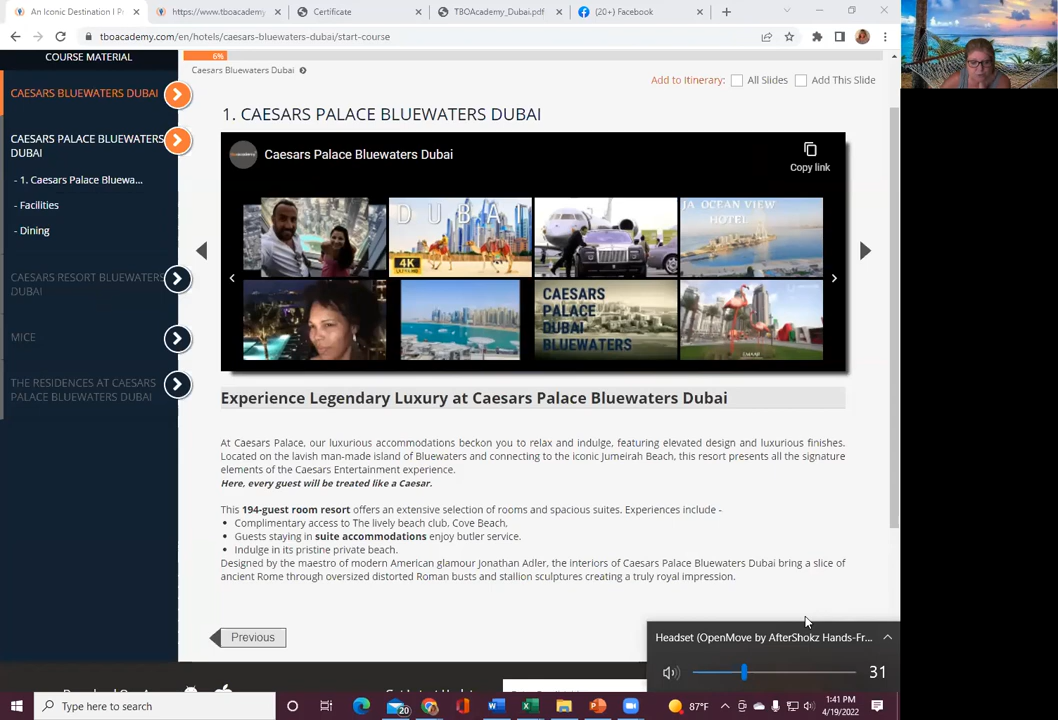 An Iconic Destination I P
https://www.tboacademy
Certificate
TBOAcademy_Dubai.pdf
(20+) Facebook
tboacademy.com/en/hotels/caesars-bluewaters-dubai/start-course
COURSE MATERIAL
6%
Caesars Bluewaters Dubai
Add to Itinerary:
All Slides
Add This Slide
CAESARS BLUEWATERS DUBAI
CAESARS PALACE BLUEWATERS
DUBAI
- 1. Caesars Palace Bluewa...
- Facilities
- Dining
CAESARS RESORT BLUEWATERS
DUBAI
MICE
THE RESIDENCES AT CAESARS
PALACE BLUEWATERS DUBAI
1. CAESARS PALACE BLUEWATERS DUBAI
Caesars Palace Bluewaters Dubai
Copy link
DUBAI
4K
JA OCEAN VIEW
HOTEL
CAESARS
PALACE
DUBAI
BLUEWATERS
EMAAR
Experience Legendary Luxury at Caesars Palace Bluewaters Dubai
At Caesars Palace, our luxurious accommodations beckon you to relax and indulge, featuring elevated design and luxurious finishes.
Located on the lavish man-made island of Bluewaters and connecting to the iconic Jumeirah Beach, this resort presents all the signature
elements of the Caesars Entertainment experience.
Here, every guest will be treated like a Caesar.
This 194-guest room resort offers an extensive selection of rooms and spacious suites. Experiences include -
• Complimentary access to The lively beach club, Cove Beach,
• Guests staying in suite accommodations enjoy butler service.
• Indulge in its pristine private beach.
Designed by the maestro of modern American glamour Jonathan Adler, the interiors of Caesars Palace Bluewaters Dubai bring a slice of
ancient Rome through oversized distorted Roman busts and stallion sculptures creating a truly royal impression.
Previous
Headset (OpenMove by AfterShokz Hands-Fr...
31
Type here to search
20
87°F
1:41 PM
4/19/2022